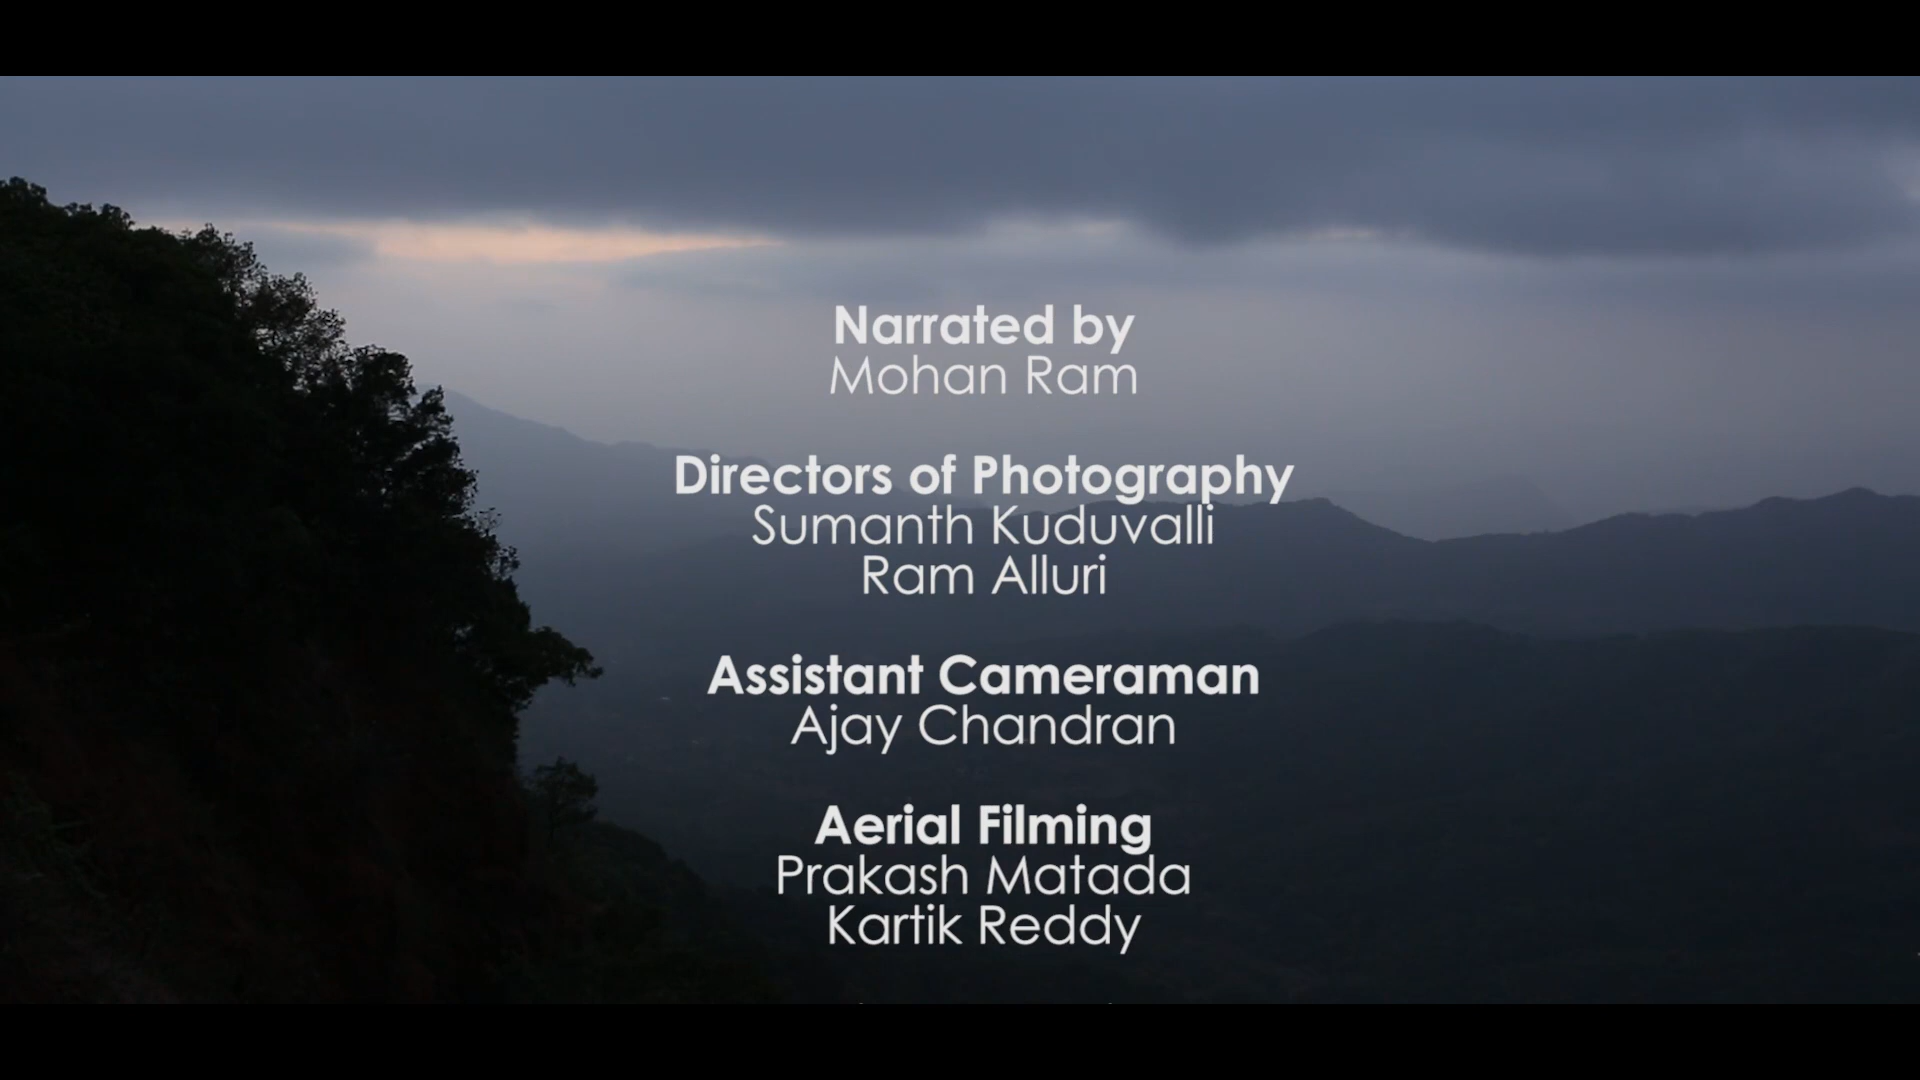 Narrated by
Mohan Ram
Directors of Photography
Sumanth Kuduvalli
Ram Alluri
Assistant Cameraman
Ajay Chandran
Aerial Filming
Prakash Matada
Kartik Reddy